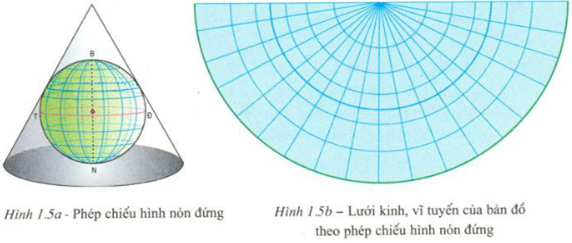 B
T
Đ
N
Hình 1.5a - Phép chiếu hình nón đứng
Hình 1.5b – Lưới kinh, vĩ tuyến của bản đồ
theo phép chiếu hình nón đứng